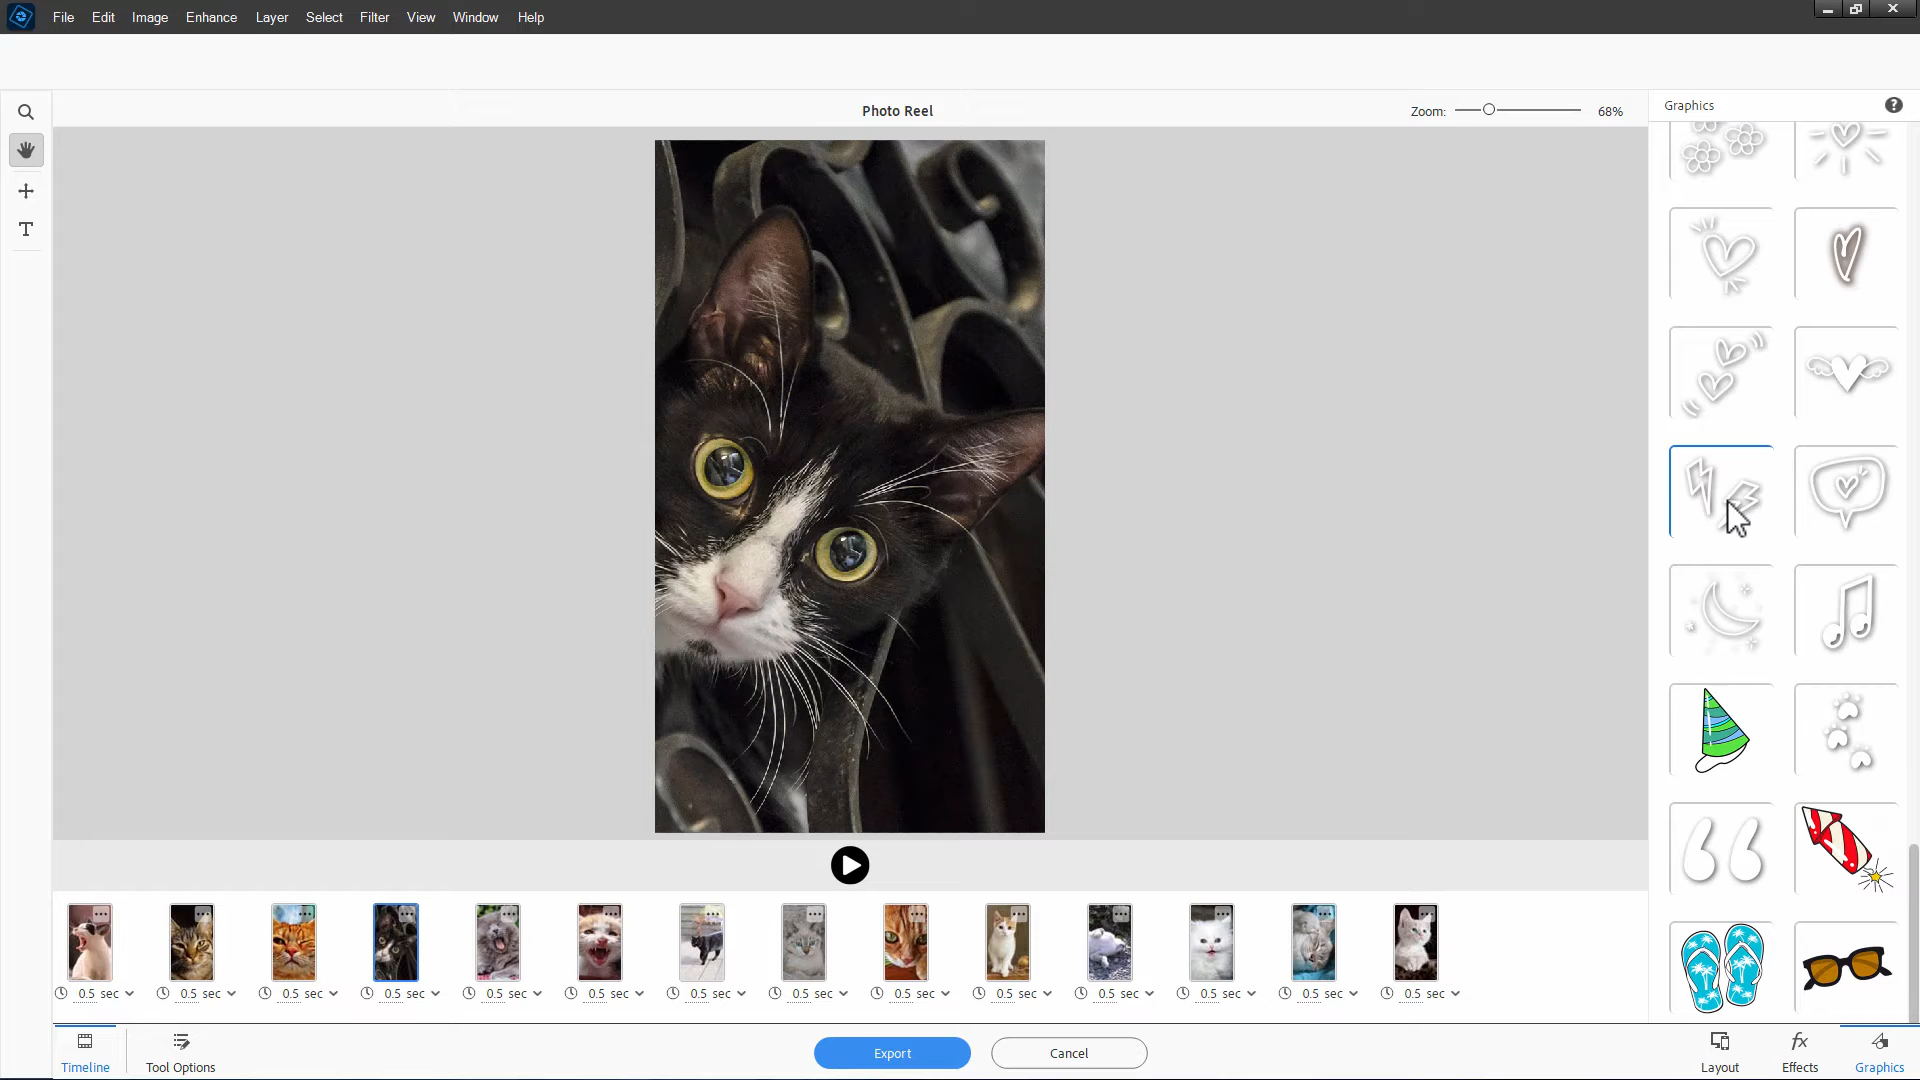 File Edit Image Enhance Layer Select Filter View Window Help
Photo Reel
Zoom: 68%
Graphics
0.5 sec 0.5 sec 0.5 sec 0.5 sec 0.5 sec 0.5 sec 0.5 sec 0.5 sec 0.5 sec 0.5 sec 0.5 sec 0.5 sec 0.5 sec 0.5 sec
Timeline
Tool Options
Export
Cancel
Layout
Effects
Graphics